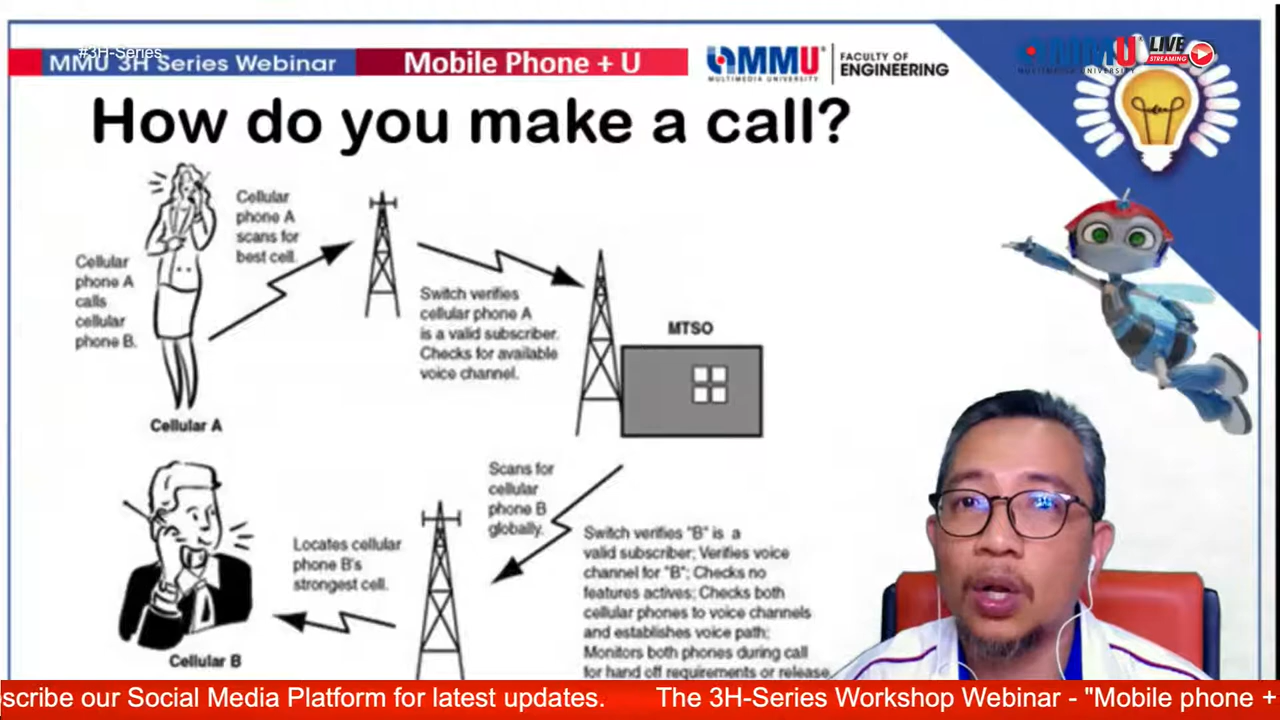 #3H-Series
MMU 3H Series Webinar
Mobile Phone + U
MMU
MULTIMEDIA UNIVERSITY
FACULTY OF
ENGINEERING
MMU
MULTIMEDIA UNIVERSITY
LIVE
STREAMING
How do you make a call?
Cellular
phone A
scans for
best cell.
Cellular
phone A
calls
cellular
phone B.
Switch verifies
cellular phone A
is a valid subscriber.
Checks for available
voice channel.
MTSO
Cellular A
Scans for
cellular
phone B
globally.
Locates cellular
phone B's
strongest cell.
Switch verifies "B" is a
valid subscriber; Verifies voice
channel for "B"; Checks no
features actives; Checks both
cellular phones to voice channels
and establishes voice path;
Monitors both phones during call
for hand off requirements or release
Cellular B
scribe our Social Media Platform for latest updates.
The 3H-Series Workshop Webinar - "Mobile phone +